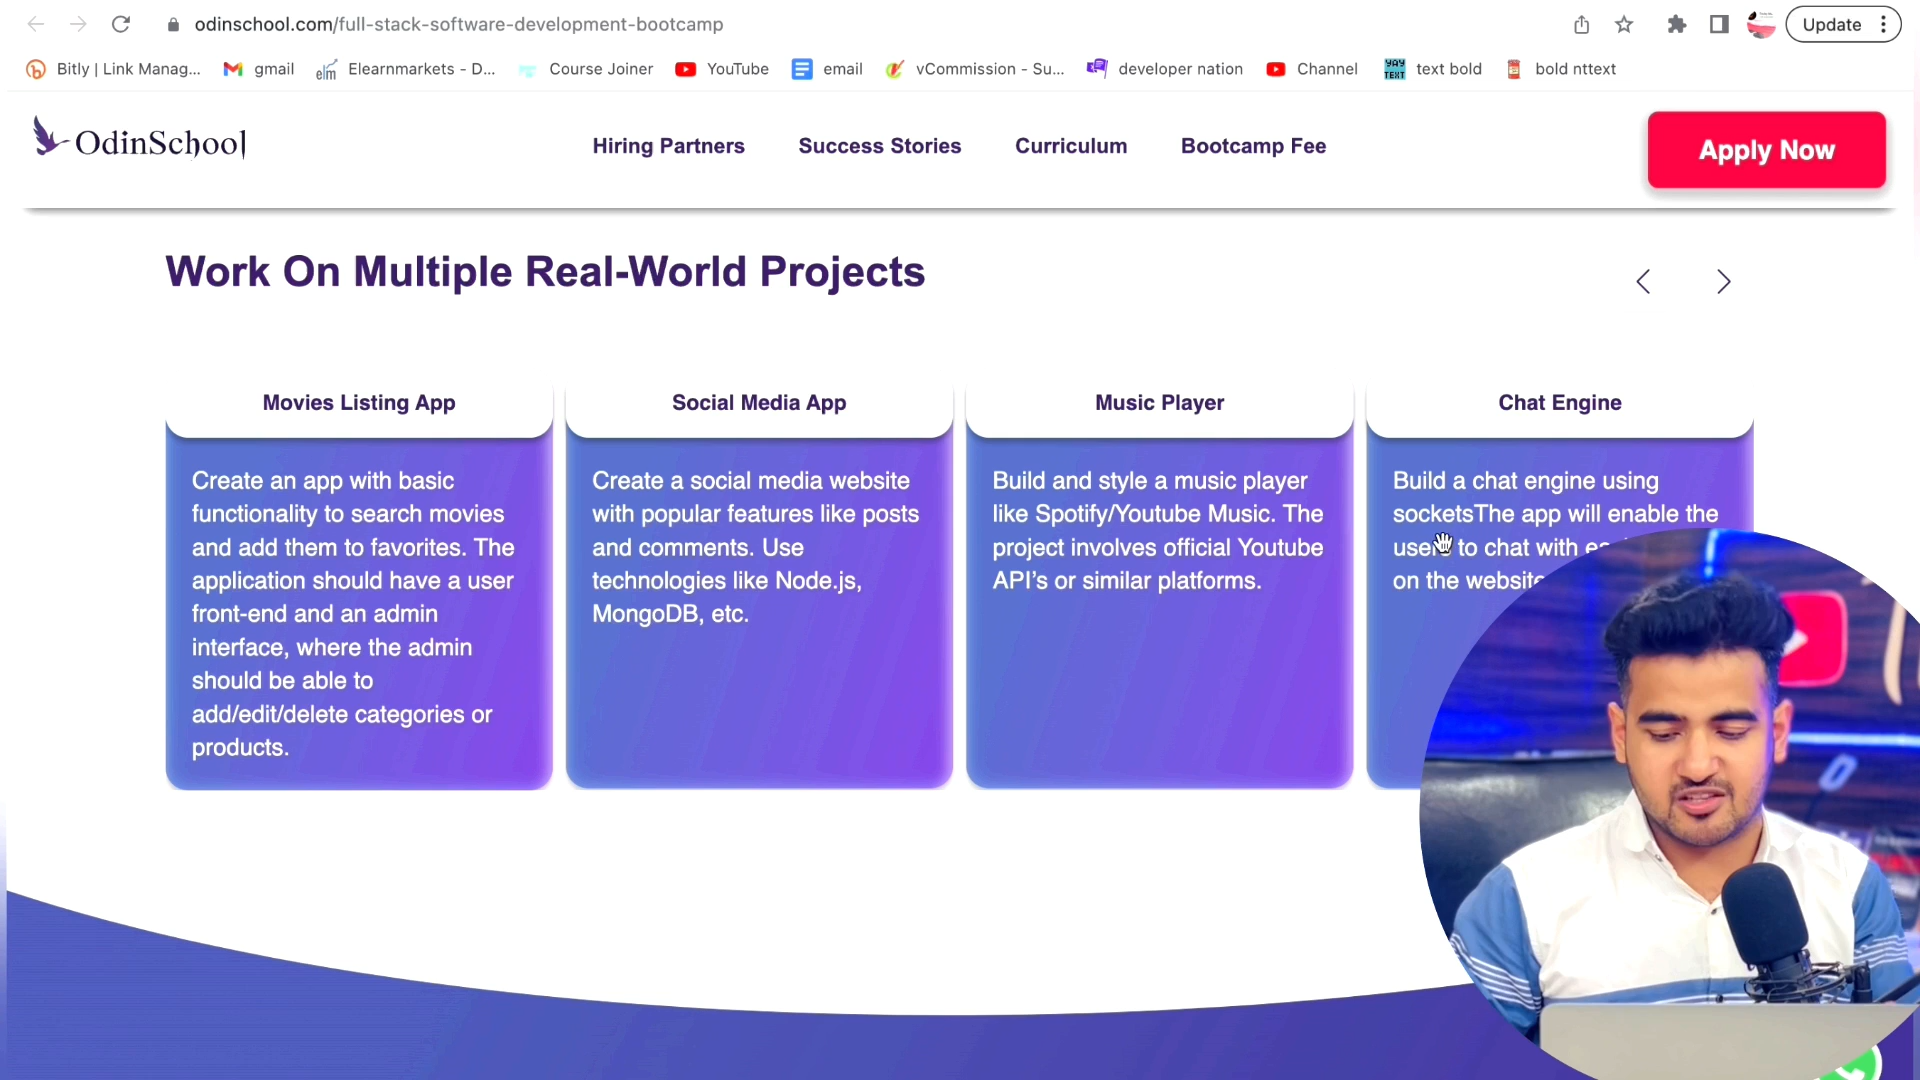 odinschool.com/full-stack-software-development-bootcamp
Update
Bitly | Link Manag...
gmail
elm
Elearnmarkets - D...
Course Joiner
YouTube
email
vCommission - Su...
developer nation
Channel
YAY
TEXT
text bold
bold nttext
OdinSchool
Hiring Partners
Success Stories
Curriculum
Bootcamp Fee
Apply Now
Work On Multiple Real-World Projects
Movies Listing App
Create an app with basic
functionality to search movies
and add them to favorites. The
application should have a user
front-end and an admin
interface, where the admin
should be able to
add/edit/delete categories or
products.
Social Media App
Create a social media website
with popular features like posts
and comments. Use
technologies like Node.js,
MongoDB, etc.
Music Player
Build and style a music player
like Spotify/Youtube Music. The
project involves official Youtube
API’s or similar platforms.
Chat Engine
Build a chat engine using
socketsThe app will enable the
to chat with
on the website